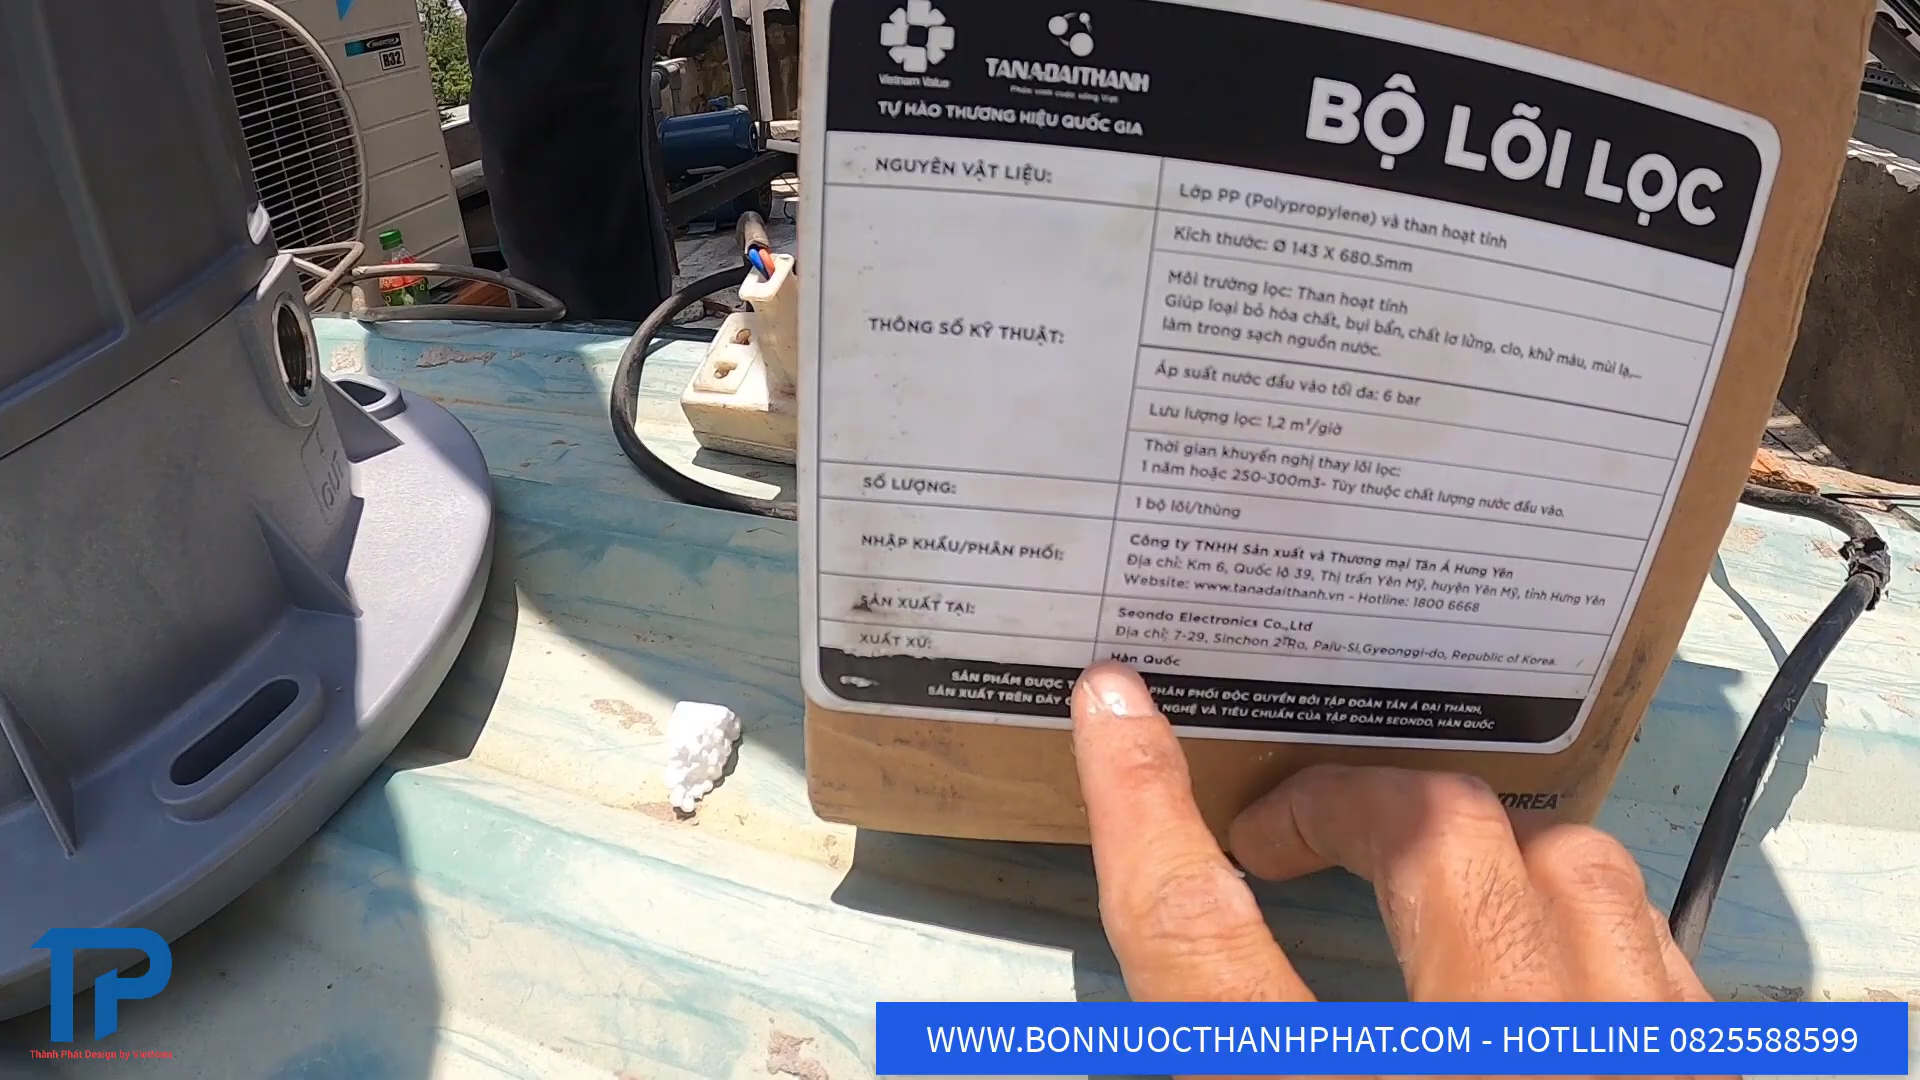 INVERTER
R32
Vietnam Value
TANADAITHANH
TỰ HÀO THƯƠNG HIỆU QUỐC GIA
BỘ LÕI LỌC
NGUYÊN VẬT LIỆU:
Lớp PP (Polypropylene) và than hoạt tính
THÔNG SỐ KỸ THUẬT:
Kích thước: Ø 143 X 680.5mm
Môi trường lọc: Than hoạt tính
Giúp loại bỏ hóa chất, bụi bẩn, chất lơ lửng, clo, khử màu, mùi lạ,...
làm trong sạch nguồn nước.
Áp suất nước đầu vào tối đa: 6 bar
Lưu lượng lọc: 1,2 m³/giờ
Thời gian khuyến nghị thay lõi lọc:
1 năm hoặc 250-300m3- Tùy thuộc chất lượng nước đầu vào.
SỐ LƯỢNG:
1 bộ lõi/thùng
NHẬP KHẨU/PHÂN PHỐI:
Công ty TNHH Sản xuất và Thương mại Tân Á Hưng Yên
Địa chỉ: Km 6, Quốc lộ 39, Thị trấn Yên Mỹ, huyện Yên Mỹ, tỉnh Hưng Yên
Website: www.tanadaithanh.vn - Hotline: 1800 6668
SẢN XUẤT TẠI:
Seondo Electronics Co.,Ltd
Địa chỉ: 7-29, Sinchon 2 Ro, Paju-Si,Gyeonggi-do, Republic of Korea.
XUẤT XỨ:
Hàn Quốc
SẢN PHẨM ĐƯỢC PHÂN PHỐI ĐỘC QUYỀN BỞI TẬP ĐOÀN TÂN Á ĐẠI THÀNH,
SẢN XUẤT TRÊN DÂY NGHỆ VÀ TIÊU CHUẨN CỦA TẬP ĐOÀN SEONDO, HÀN QUỐC
KOREA
OUT
TP
Thành Phát Design by Vietnam
WWW.BONNUOCTHANHPHAT.COM - HOTLLINE 0825588599